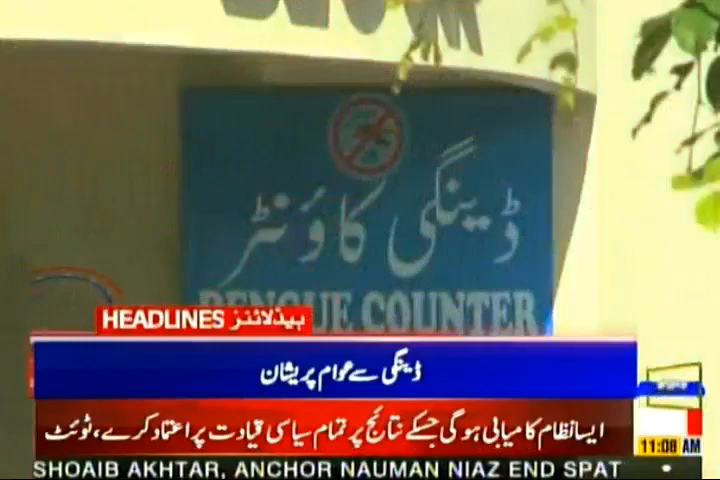 ڈینگی کاؤنٹر
DENGUE COUNTER
HEADLINES ہیڈلائنز
ڈینگی سے عوام پریشان
ایسا نظام کامیابی ہوگی جسکے نتائج پر تمام سیاسی قیادت پر اعتماد کرے، ٹوئٹ
11:08 AM
SHOAIB AKHTAR, ANCHOR NAUMAN NIAZ END SPAT